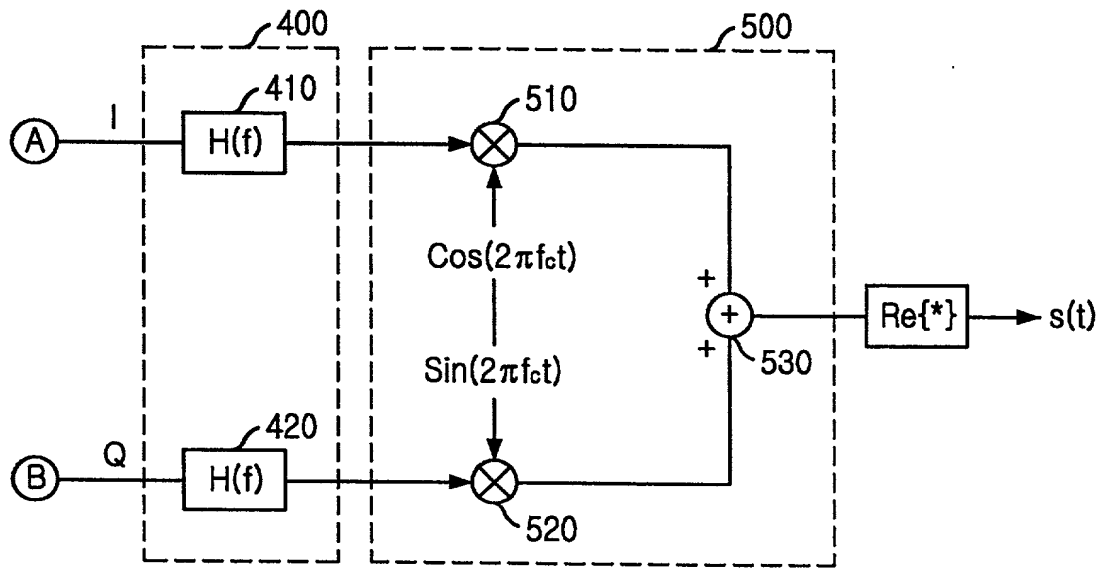 400
500
410
510
A
I
H(f)
Cos(2πfct)
+
+
Re{*}
s(t)
+
530
Sin(2πfct)
420
B
Q
H(f)
520